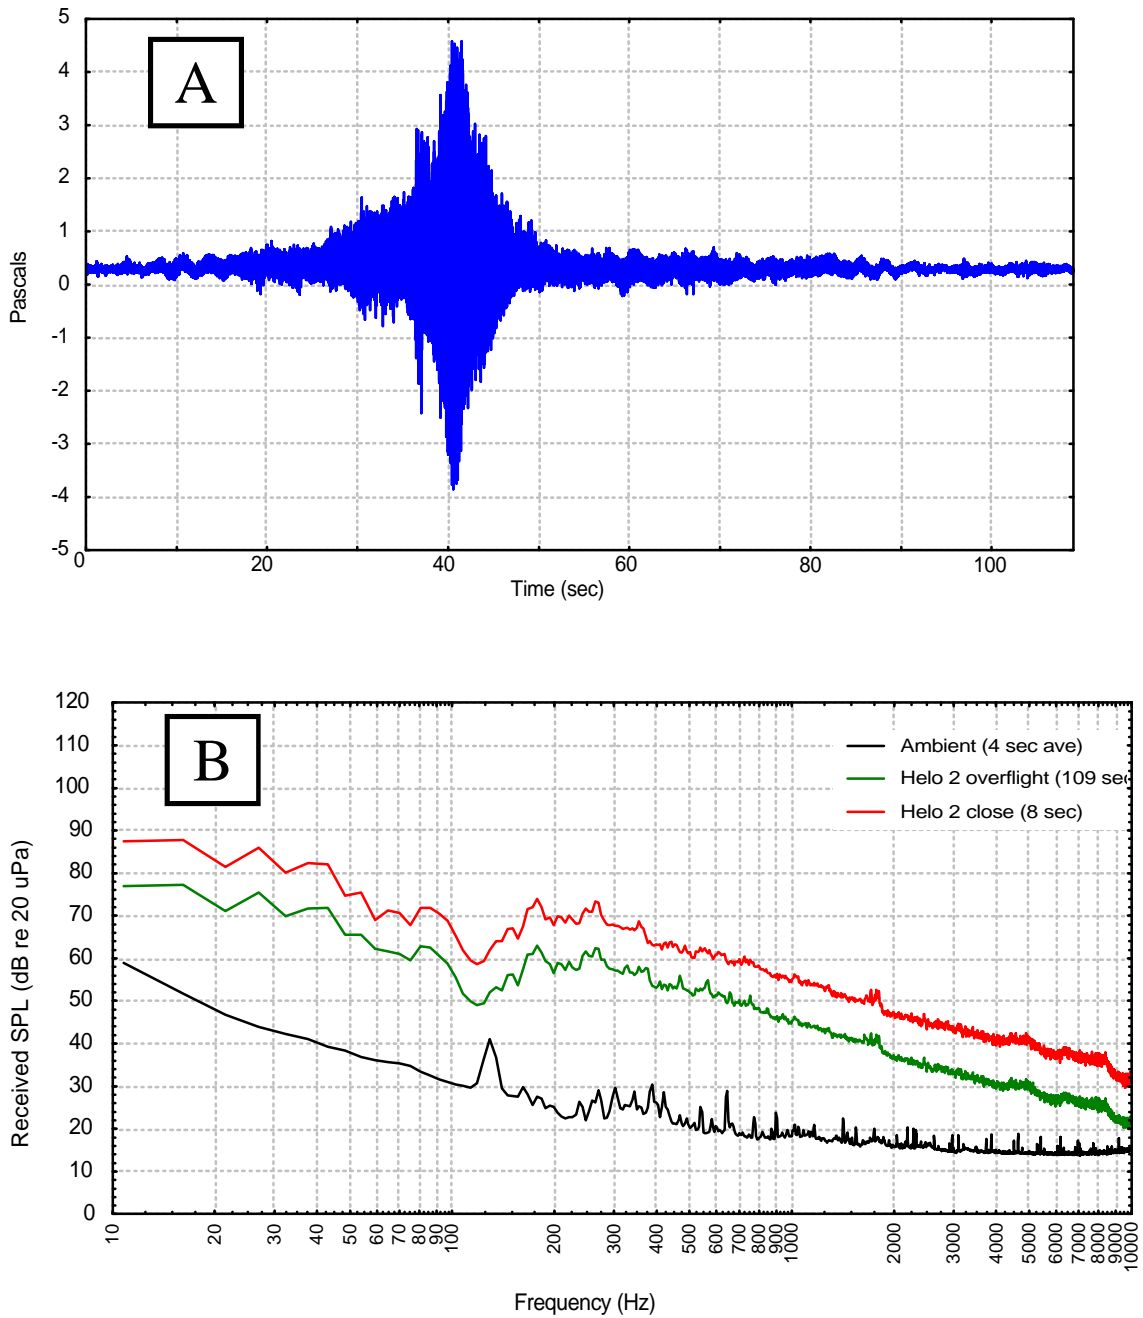 5
A
4
3
2
1
0
-1
-2
-3
-4
-5
Pascals
0 20 40 60 80 100
Time (sec)
120
B
110
100
90
80
70
60
50
40
30
20
10
0
Received SPL (dB re 20 uPa)
Ambient (4 sec ave)
Helo 2 overflight (109 sec
Helo 2 close (8 sec)
10 20 30 40 50 60 70 80 90 100 200 300 400 500 600 700 800 900 1000 2000 3000 4000 5000 6000 7000 8000 9000 10000
Frequency (Hz)